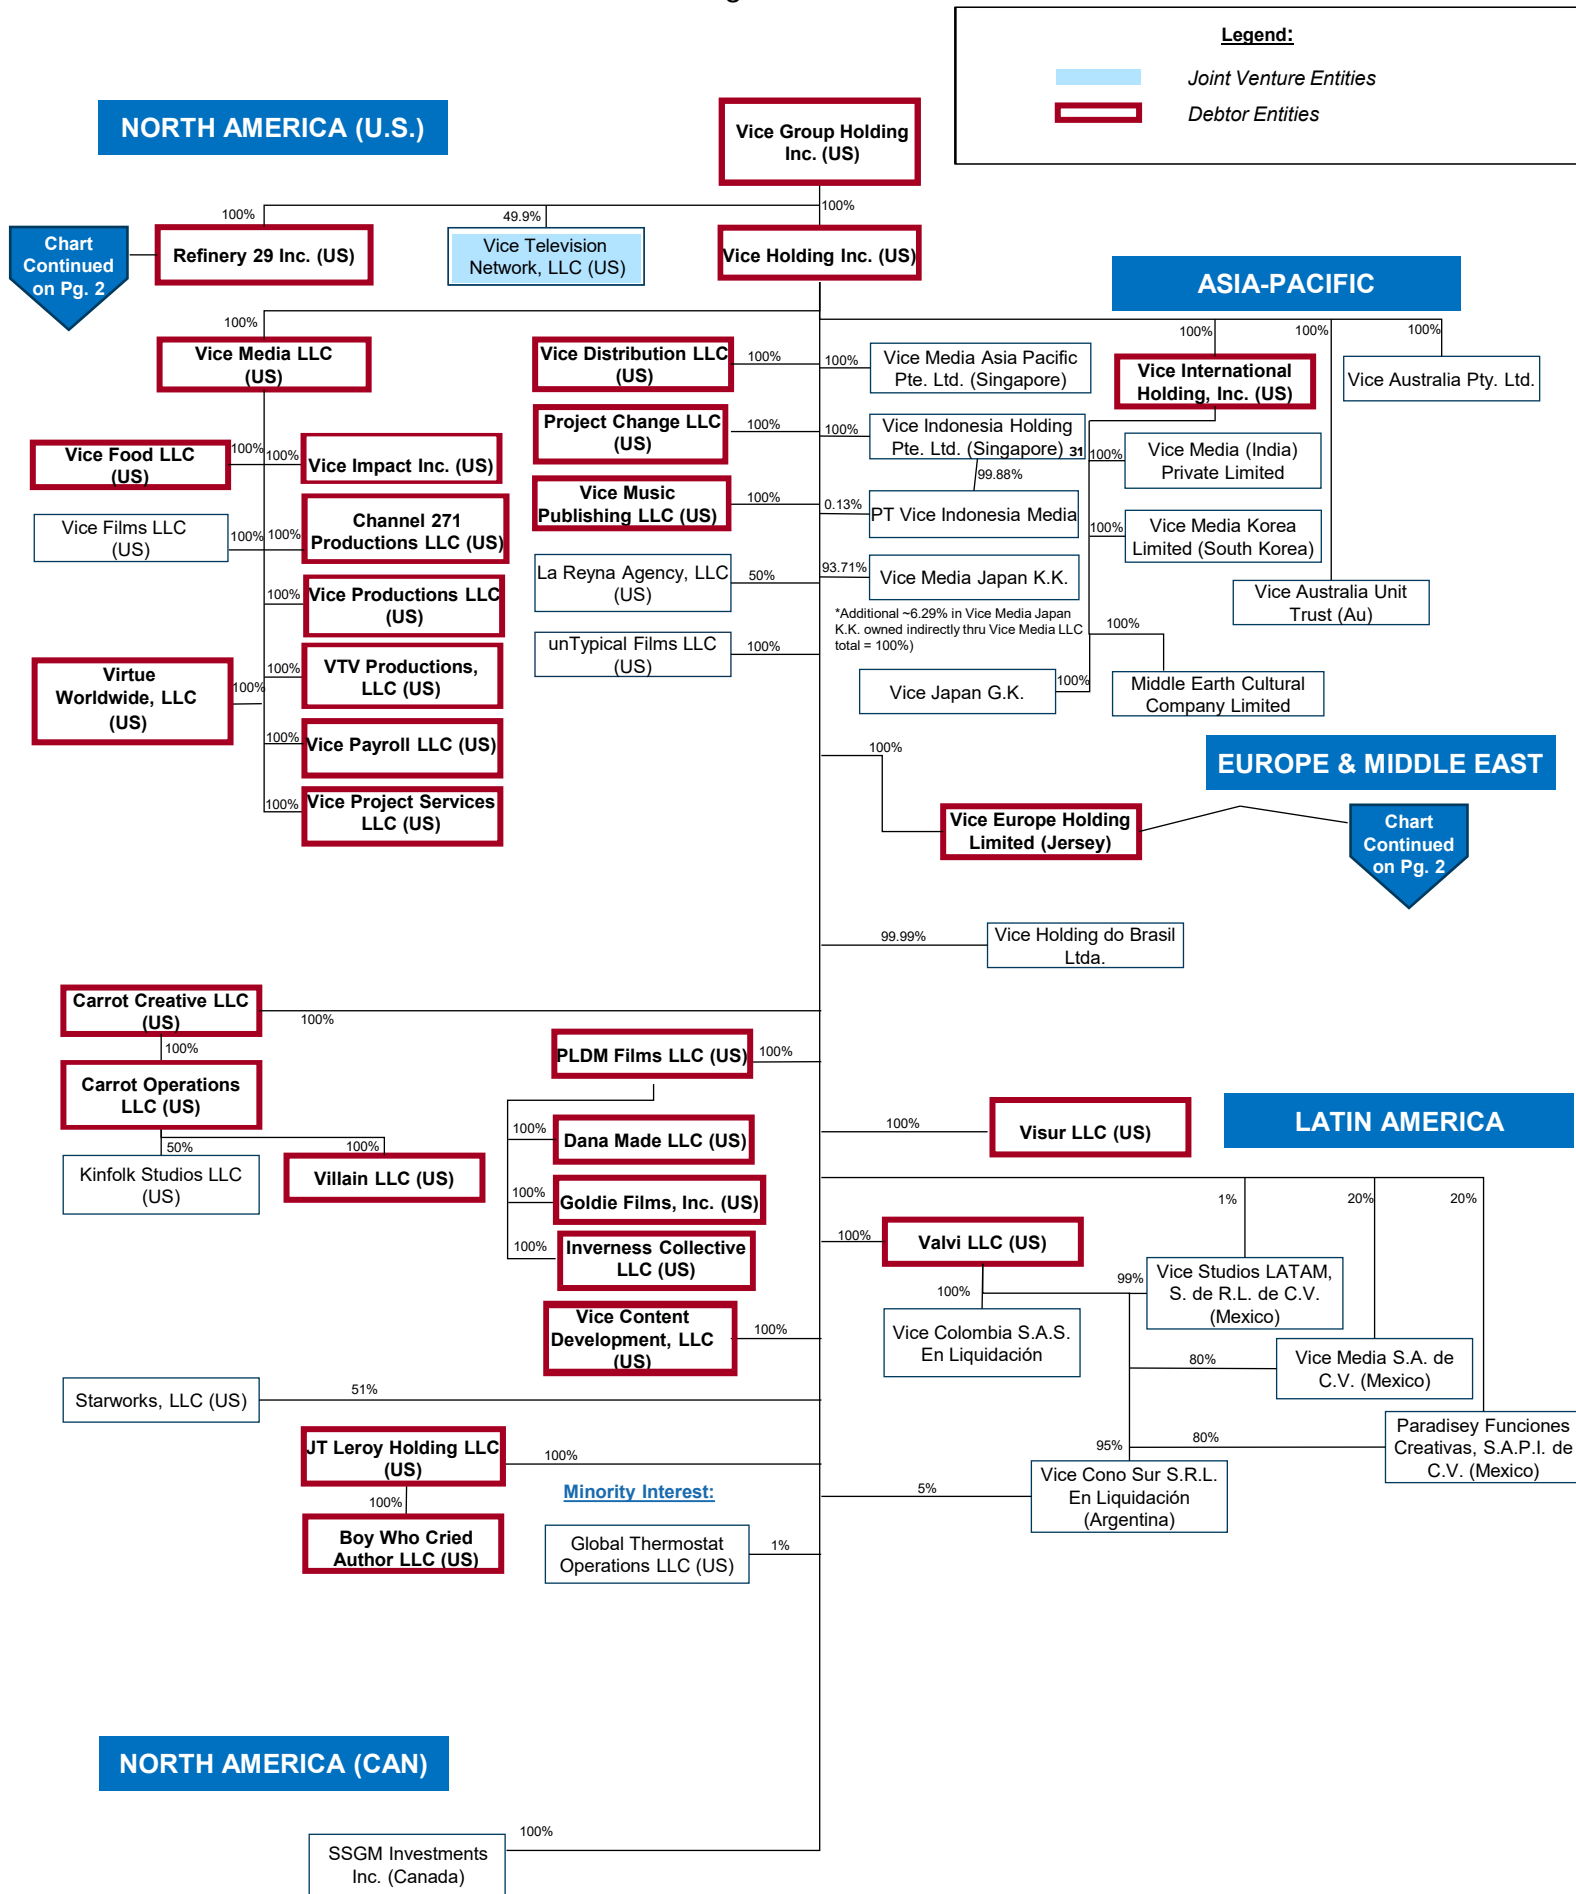 g
Legend:
Joint Venture Entities
Debtor Entities
NORTH AMERICA (U.S.)
Vice Group Holding
Inc. (US)
100%
49.9%
100%
Chart
Continued
on Pg. 2
Refinery 29 Inc. (US)
Vice Television
Network, LLC (US)
Vice Holding Inc. (US)
ASIA-PACIFIC
100%
Vice Media LLC
(US)
Vice Distribution LLC
(US)
100%
100%
Vice Media Asia Pacific
Pte. Ltd. (Singapore)
100%
Vice International
Holding, Inc. (US)
100%
100%
Vice Australia Pty. Ltd.
Project Change LLC
(US)
100%
100%
Vice Indonesia Holding
Pte. Ltd. (Singapore) 31
100%
Vice Media (India)
Private Limited
Vice Food LLC
(US)
100%
100%
Vice Impact Inc. (US)
99.88%
Vice Music
Publishing LLC (US)
100%
0.13%
PT Vice Indonesia Media
100%
Vice Media Korea
Limited (South Korea)
Vice Films LLC
(US)
100%
100%
Channel 271
Productions LLC (US)
La Reyna Agency, LLC
(US)
50%
93.71%
Vice Media Japan K.K.
Vice Australia Unit
Trust (Au)
100%
Vice Productions LLC
(US)
*Additional ~6.29% in Vice Media Japan
K.K. owned indirectly thru Vice Media LLC
total = 100%)
100%
unTypical Films LLC
(US)
100%
Virtue
Worldwide, LLC
(US)
100%
100%
VTV Productions,
LLC (US)
Vice Japan G.K.
100%
Middle Earth Cultural
Company Limited
100%
Vice Payroll LLC (US)
100%
EUROPE & MIDDLE EAST
100%
Vice Project Services
LLC (US)
Vice Europe Holding
Limited (Jersey)
Chart
Continued
on Pg. 2
99.99%
Vice Holding do Brasil
Ltda.
Carrot Creative LLC
(US)
100%
100%
PLDM Films LLC (US)
100%
Carrot Operations
LLC (US)
LATIN AMERICA
100%
Visur LLC (US)
50%
100%
100%
Dana Made LLC (US)
Kinfolk Studios LLC
(US)
Villain LLC (US)
100%
Goldie Films, Inc. (US)
1%
20%
20%
100%
Valvi LLC (US)
100%
Inverness Collective
LLC (US)
99%
Vice Studios LATAM,
S. de R.L. de C.V.
(Mexico)
100%
Vice Content
Development, LLC
(US)
100%
Vice Colombia S.A.S.
En Liquidación
80%
Vice Media S.A. de
C.V. (Mexico)
Starworks, LLC (US)
51%
JT Leroy Holding LLC
(US)
100%
95%
80%
Paradisey Funciones
Creativas, S.A.P.I. de
C.V. (Mexico)
Minority Interest:
5%
Vice Cono Sur S.R.L.
En Liquidación
(Argentina)
100%
Boy Who Cried
Author LLC (US)
Global Thermostat
Operations LLC (US)
1%
NORTH AMERICA (CAN)
100%
SSGM Investments
Inc. (Canada)